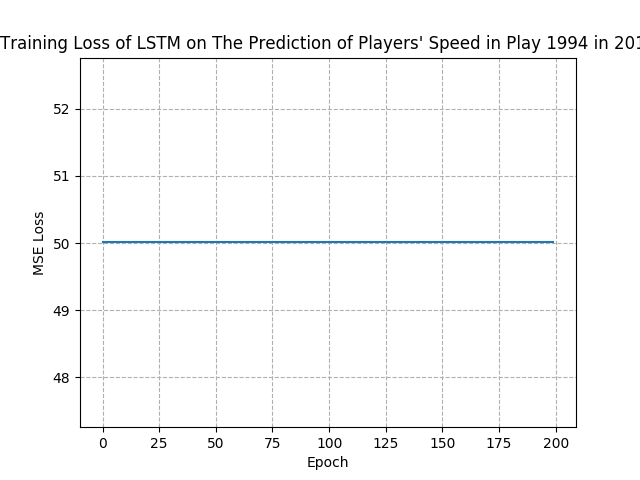 Training Loss of LSTM on The Prediction of Players' Speed in Play 1994 in 201
52
51
50
49
48
MSE Loss
0 25 50 75 100 125 150 175 200
Epoch